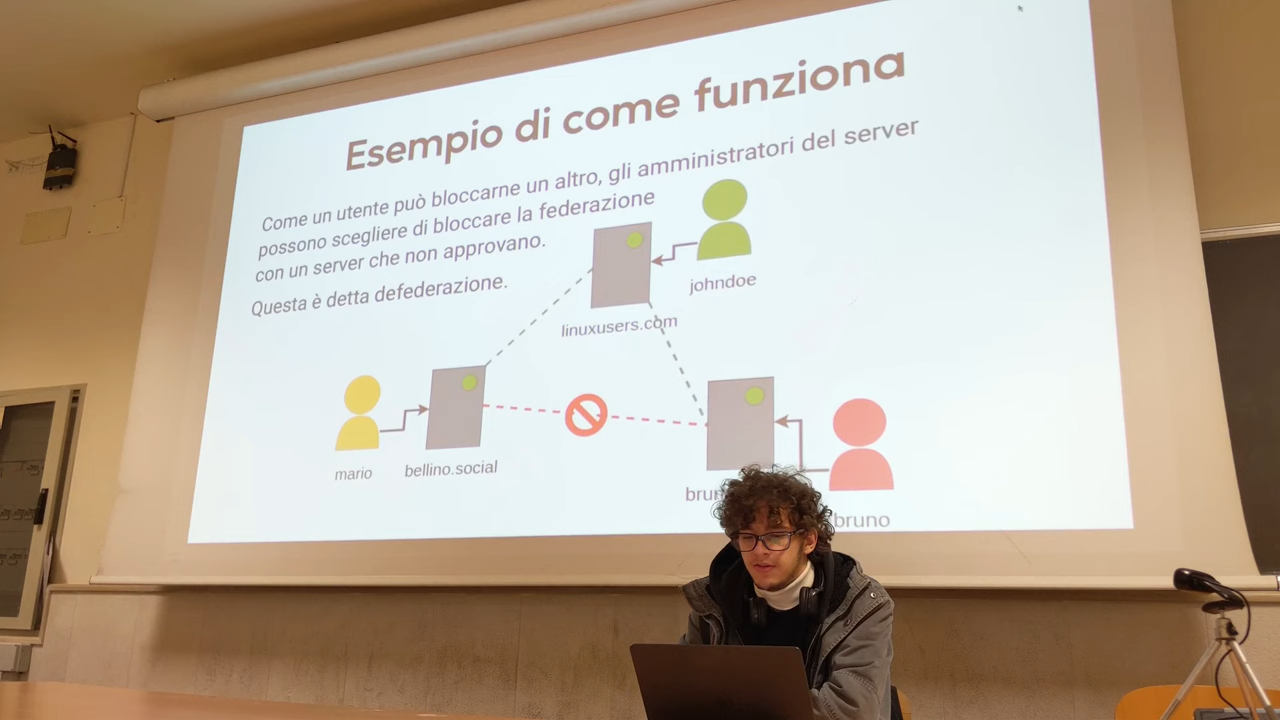 Esempio di come funziona
Come un utente può bloccarne un altro, gli amministratori del server
possono scegliere di bloccare la federazione
con un server che non approvano.
Questa è detta defederazione.
johndoe
linuxusers.com
mario
bellino.social
bruno